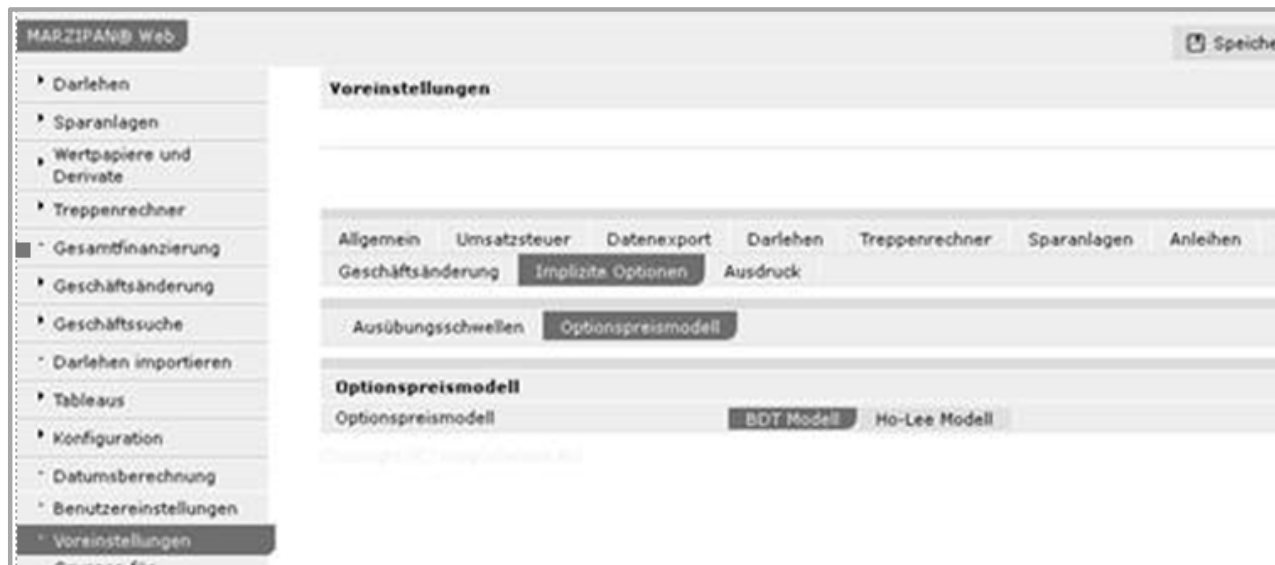 MARZIPAN® Web
Speiche
Darlehen
Sparanlagen
Wertpapiere und
Derivate
Treppenrechner
Gesamtfinanzierung
Geschäftsänderung
Geschäftssuche
Darlehen importieren
Tableaus
Konfiguration
Datumsberechnung
Benutzereinstellungen
Voreinstellungen
Voreinstellungen
Allgemein Umsatzsteuer Datenexport Darlehen Treppenrechner Sparanlagen Anleihen
Geschäftsänderung Implizite Optionen Ausdruck
Ausübungsschwellen Optionspreismodell
Optionspreismodell
Optionspreismodell BDT Modell Ho-Lee Modell